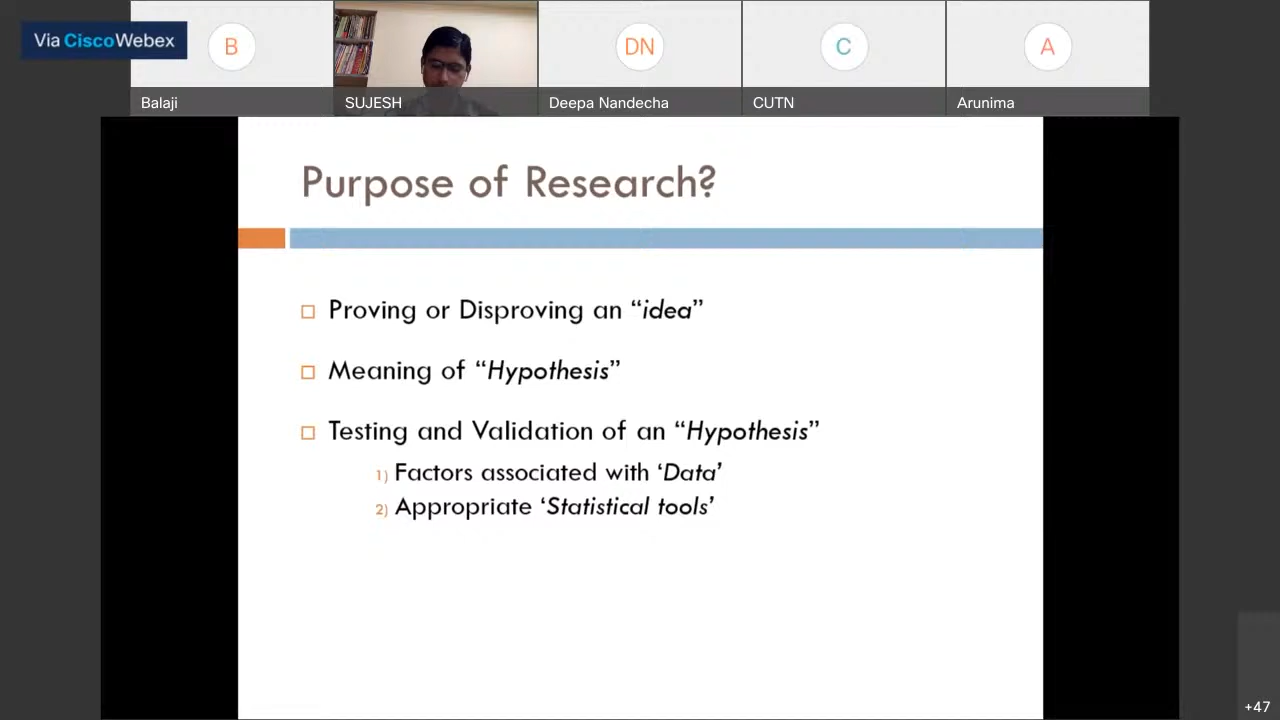 Via CiscoWebex
B
DN
C
A
Balaji
SUJESH
Deepa Nandecha
CUTN
Arunima
Purpose of Research?
Proving or Disproving an “idea”
Meaning of “Hypothesis”
Testing and Validation of an “Hypothesis”
1) Factors associated with ‘Data’
2) Appropriate ‘Statistical tools’
+47